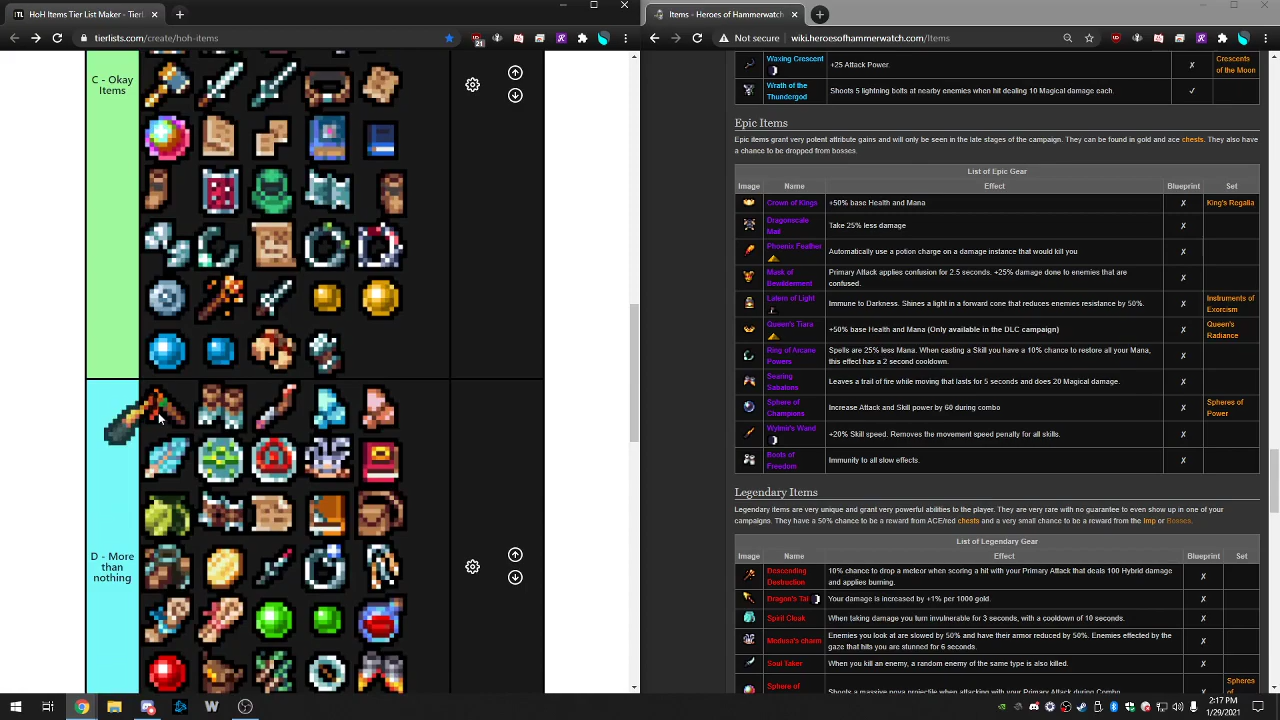 HoH Items Tier List Maker - TierLi
tierlists.com/hoh-items
21
C - Okay
Items
D - More
than
nothing
Items - Heroes of Hammerwatch
Not secure
wiki.heroesofhammerwatch.com/Items
Waxing Crescent
+25 Attack Power.
✗
Crescents
of the Moon
Wrath of the
Thundergod
Shoots 5 lightning bolts at nearby enemies when hit dealing 10 Magical damage each.
✓
Epic Items
Epic items grant very potent attribute gains and will only be seen in the late stages of the campaign. They can be found in gold and ace chests. They also have
a chance to be dropped from bosses.
List of Epic Gear
Image Name Effect Blueprint Set
Crown of Kings +50% base Health and Mana ✗ King's Regalia
Dragonscale
Mail
Take 25% less damage ✗
Phoenix Feather
Automatically use a potion charge on a damage instance that would kill you ✗
Mask of
Bewilderment
Primary Attack applies confusion for 2.5 seconds. +25% damage done to enemies that are
confused. ✗
Latern of Light
Immune to Darkness. Shines a light in a forward cone that reduces enemies resistance by 50%. ✗
Instruments of
Exorcism
Queen's Tiara
+50% base Health and Mana (Only available in the DLC campaign) ✗
Queen's
Radiance
Ring of Arcane
Powers
Spells are 25% less Mana. When casting a Skill you have a 10% chance to restore all your Mana,
this effect has a 2 second cooldown. ✗
Searing
Sabatons
Leaves a trail of fire while moving that lasts for 5 seconds and does 20 Magical damage. ✗
Sphere of
Champions
Increase Attack and Skill power by 60 during combo ✗
Spheres of
Power
Wylmir's Wand
+20% Skill speed. Removes the movement speed penalty for all skills. ✗
Boots of
Freedom
Immunity to all slow effects. ✗
Legendary Items
Legendary items are very unique and grant very powerful abilities to the player. They are very rare with no guarantee to even show up in one of your
campaigns. They have a 50% chance to be a reward from ACE/red chests and a very small chance to be a reward from the Imp or Bosses.
List of Legendary Gear
Image Name Effect Blueprint Set
Descending
Destruction
10% chance to drop a meteor when scoring a hit with your Primary Attack that deals 100 Hybrid damage
and applies burning. ✗
Dragon's Tail Your damage is increased by +1% per 1000 gold. ✗
Spirit Cloak When taking damage you turn invulnerable for 3 seconds, with a cooldown of 10 seconds. ✗
Medusa's charm
Enemies you look at are slowed by 50% and have their armor reduced by 50%. Enemies effected by the
gaze that hits you are stunned for 6 seconds. ✗
Soul Taker When you kill an enemy, a random enemy of the same type is also killed. ✗
Sphere of
Shoots a massive nova projectile when attacking with your Primary Attack during Combo
Spheres
of
2:17 PM
1/29/2021